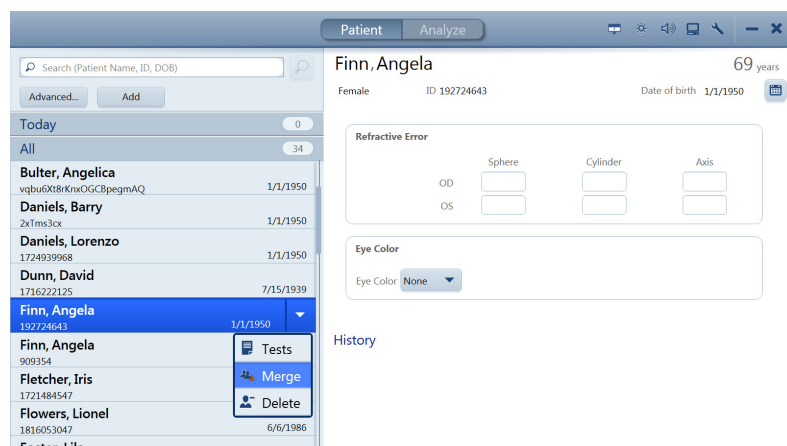 Patient Analyze
Search (Patient Name, ID, DOB)
Advanced... Add
Today 0
All 34
Bulter, Angelica
vqbu6Xt8rKnxOGCBpegmAQ 1/1/1950
Daniels, Barry
2xTms3cx 1/1/1950
Daniels, Lorenzo
1724939968 1/1/1950
Dunn, David
1716222125 7/15/1939
Finn, Angela
192724643 1/1/1950
Finn, Angela
909354
Fletcher, Iris
1721484547
Flowers, Lionel
1816053047 6/6/1986
Tests
Merge
Delete
Finn, Angela 69 years
Female ID 192724643 Date of birth 1/1/1950
Refractive Error
Sphere Cylinder Axis
OD
OS
Eye Color
Eye Color None
History